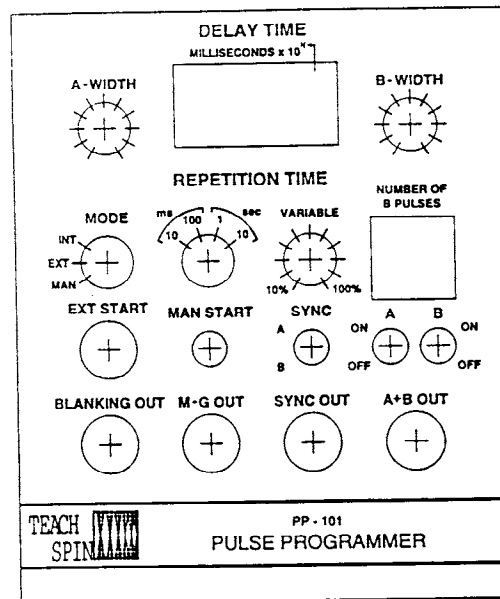 DELAY TIME
MILLISECONDS x 10ᴺ
A-WIDTH
B-WIDTH
REPETITION TIME
NUMBER OF
B PULSES
MODE
INT
EXT
MAN
ms
sec
10
100
1
10
VARIABLE
10%
100%
EXT START
MAN START
SYNC
A
B
A
B
ON
OFF
ON
OFF
BLANKING OUT
M-G OUT
SYNC OUT
A+B OUT
TEACH
SPIN
PP - 101
PULSE PROGRAMMER